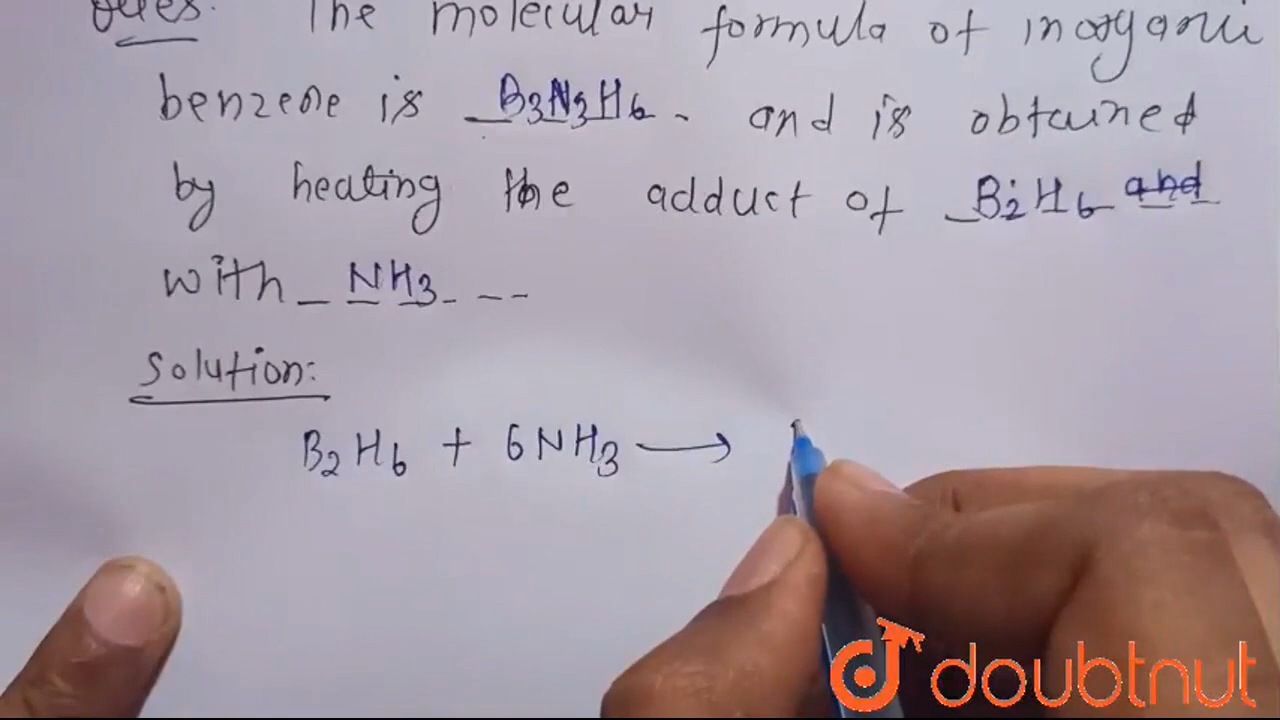 The molecular formula of inorganic
benzene is B3N3H6. and is obtained
by heating the adduct of B2H6 and
with NH3
Solution:
B2H6 + 6NH3 →
doubtnut